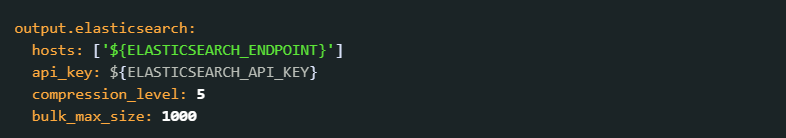 output.elasticsearch:
  hosts: ['${ELASTICSEARCH_ENDPOINT}']
  api_key: ${ELASTICSEARCH_API_KEY}
  compression_level: 5
  bulk_max_size: 1000